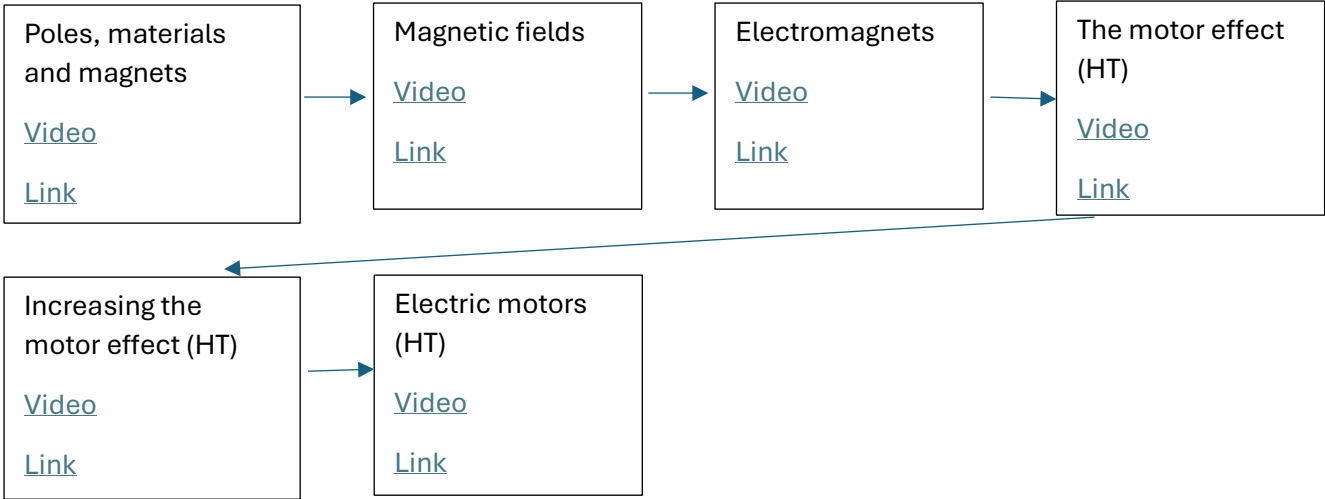 Poles, materials
and magnets
Video
Link
Magnetic fields
Video
Link
Electromagnets
Video
Link
The motor effect
(HT)
Video
Link
Increasing the
motor effect (HT)
Video
Link
Electric motors
(HT)
Video
Link